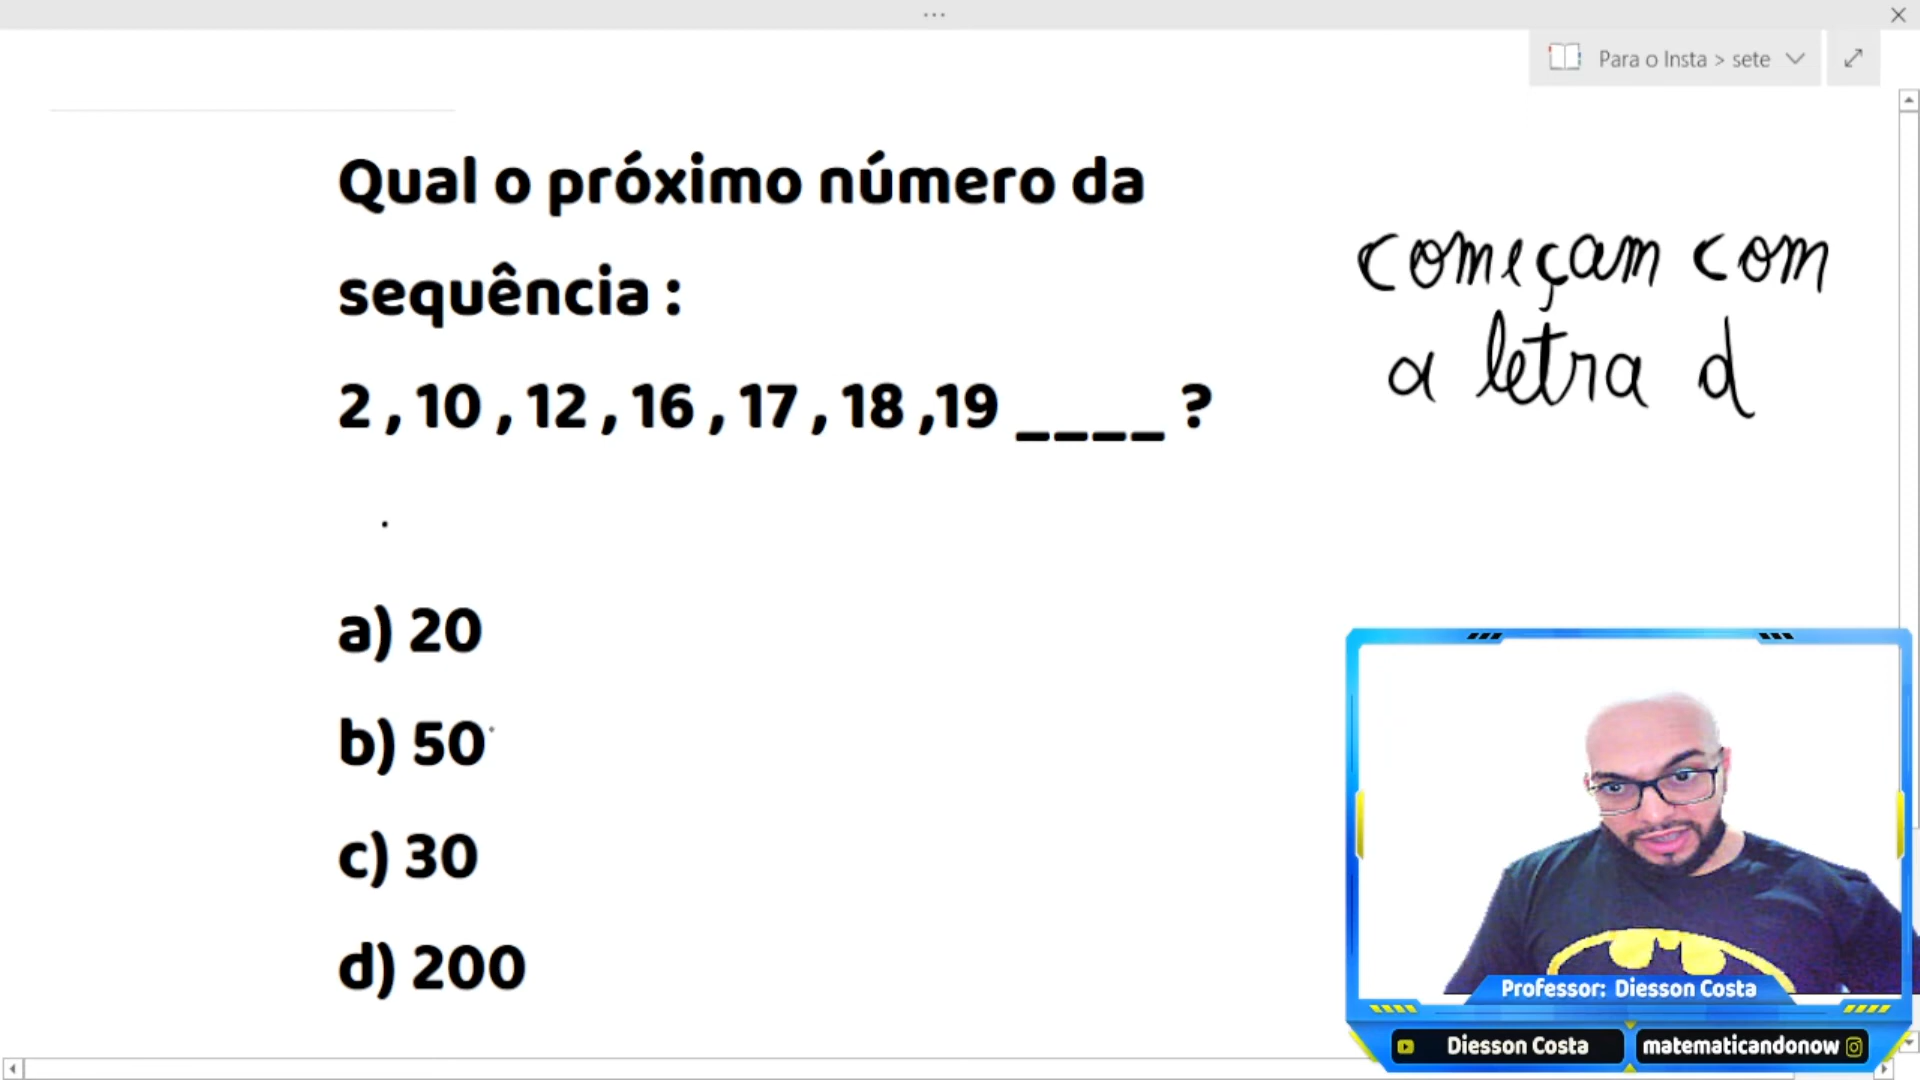 Para o Insta > sete
Qual o próximo número da
sequência :
2 , 10 , 12 , 16 , 17 , 18 ,19 ____ ?
começam com
a letra d
a) 20
b) 50
c) 30
d) 200
Professor: Diesson Costa
Diesson Costa
matematicandonow